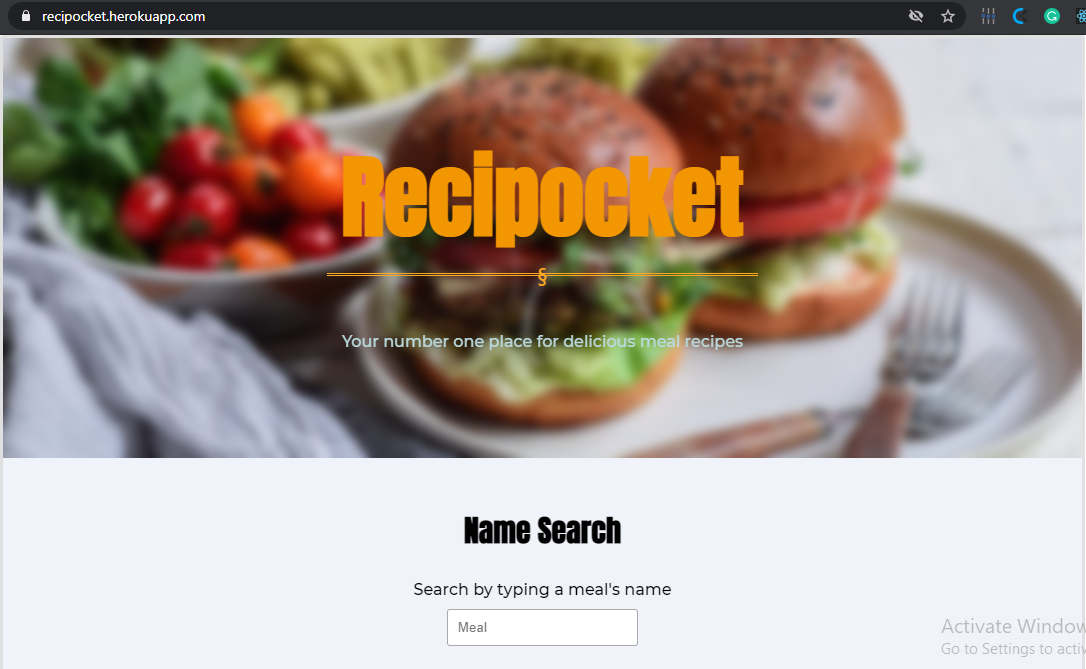 recipocket.herokuapp.com
Recipocket
§
Your number one place for delicious meal recipes
Name Search
Search by typing a meal's name
Meal
Activate Window
Go to Settings to activ